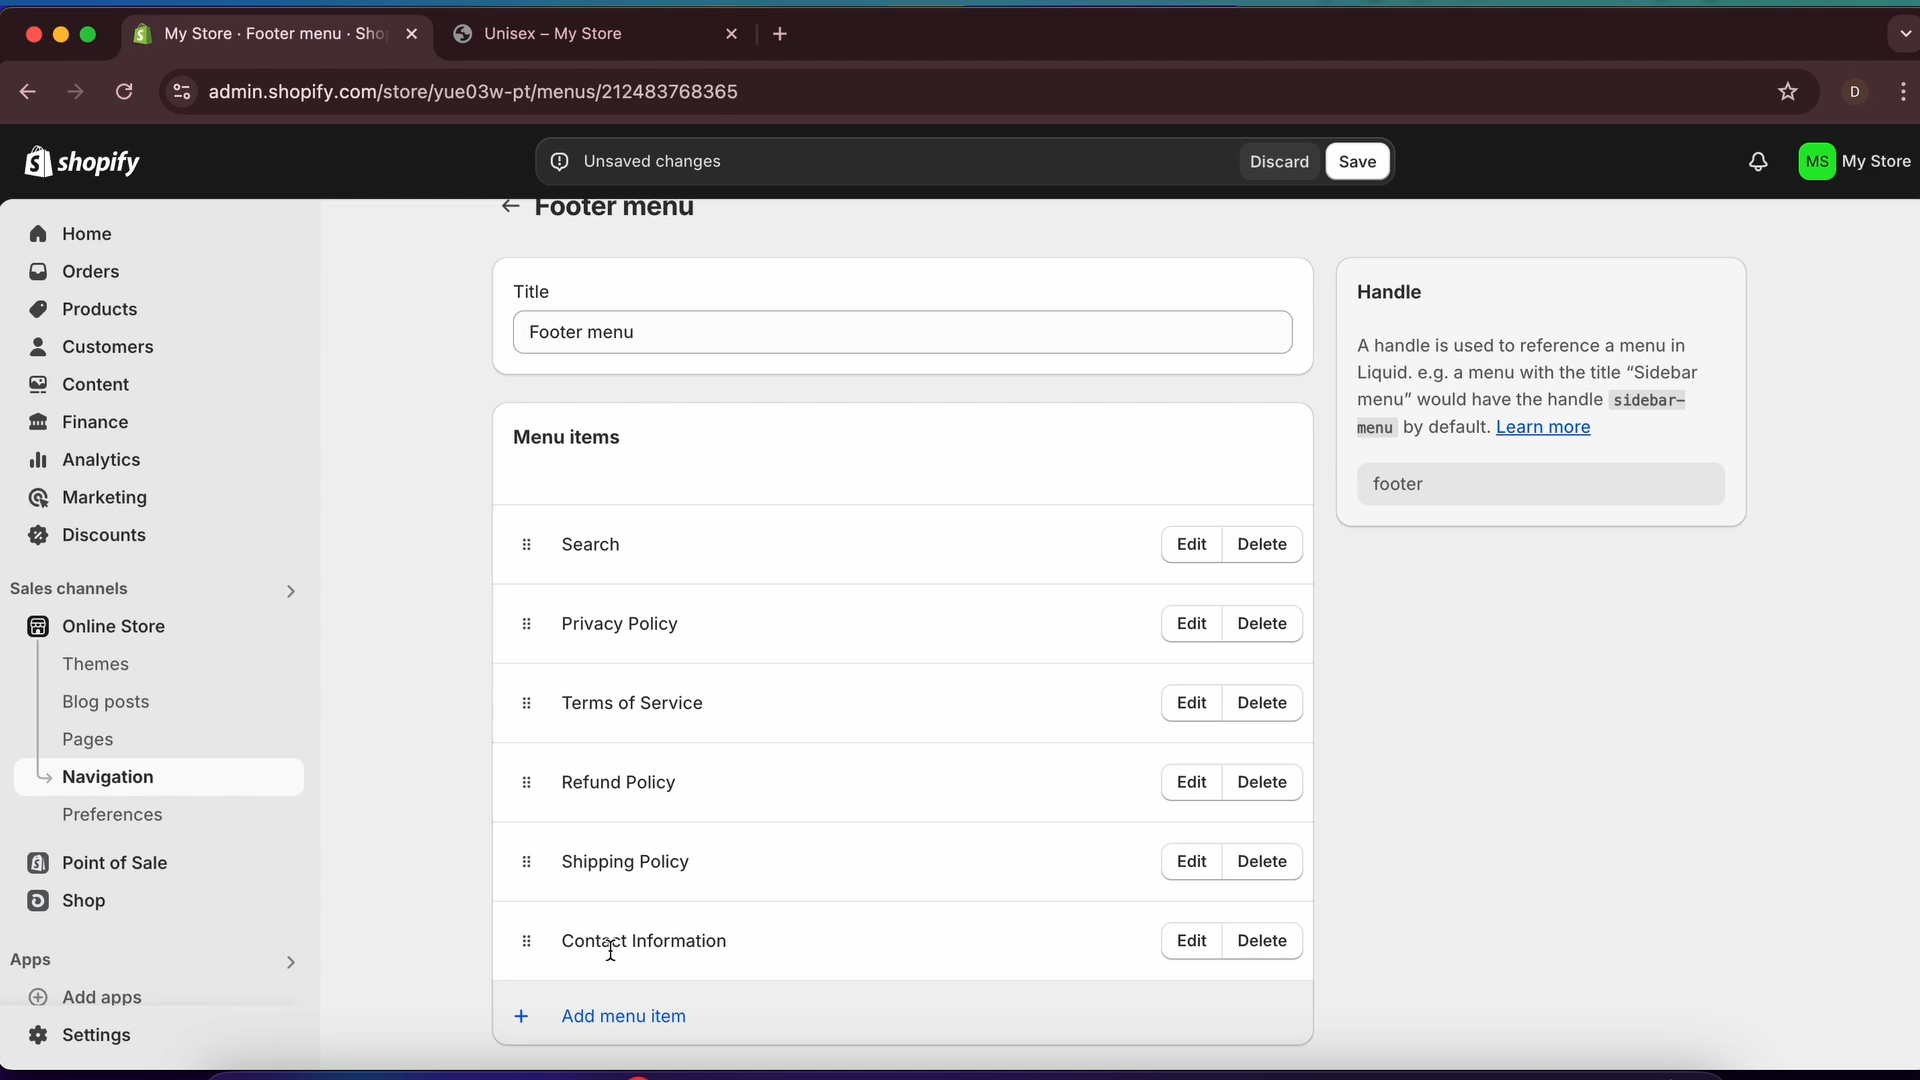 My Store · Footer menu · Sho
Unisex – My Store
admin.shopify.com/store/yue03w-pt/menus/212483768365
D
shopify
Unsaved changes
Discard
Save
MS
My Store
Home
Orders
Products
Customers
Content
Finance
Analytics
Marketing
Discounts
Sales channels
Online Store
Themes
Blog posts
Pages
Navigation
Preferences
Point of Sale
Shop
Apps
Add apps
Settings
Footer menu
Title
Footer menu
Menu items
Search
Edit
Delete
Privacy Policy
Edit
Delete
Terms of Service
Edit
Delete
Refund Policy
Edit
Delete
Shipping Policy
Edit
Delete
Contact Information
Edit
Delete
Add menu item
Handle
A handle is used to reference a menu in
Liquid. e.g. a menu with the title “Sidebar
menu” would have the handle sidebar-
menu by default. Learn more
footer